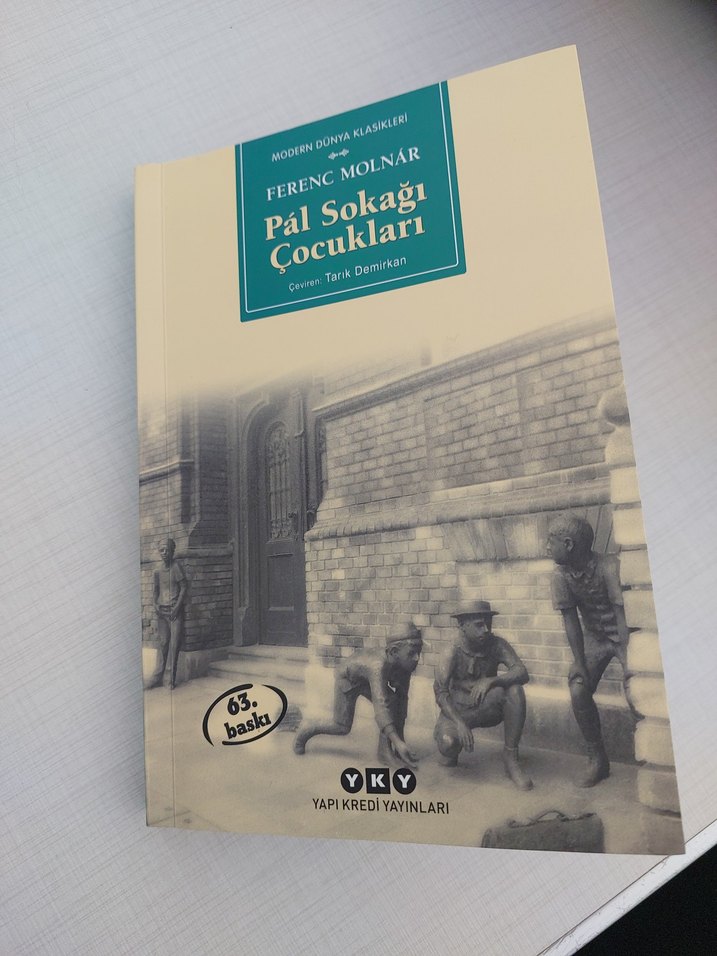 MODERN DÜNYA KLASİKLERİ
FERENC MOLNÁR
Pál Sokağı
Çocukları
Çeviren: Tarık Demirkan
63.
baskı
YKY
YAPI KREDİ YAYINLARI